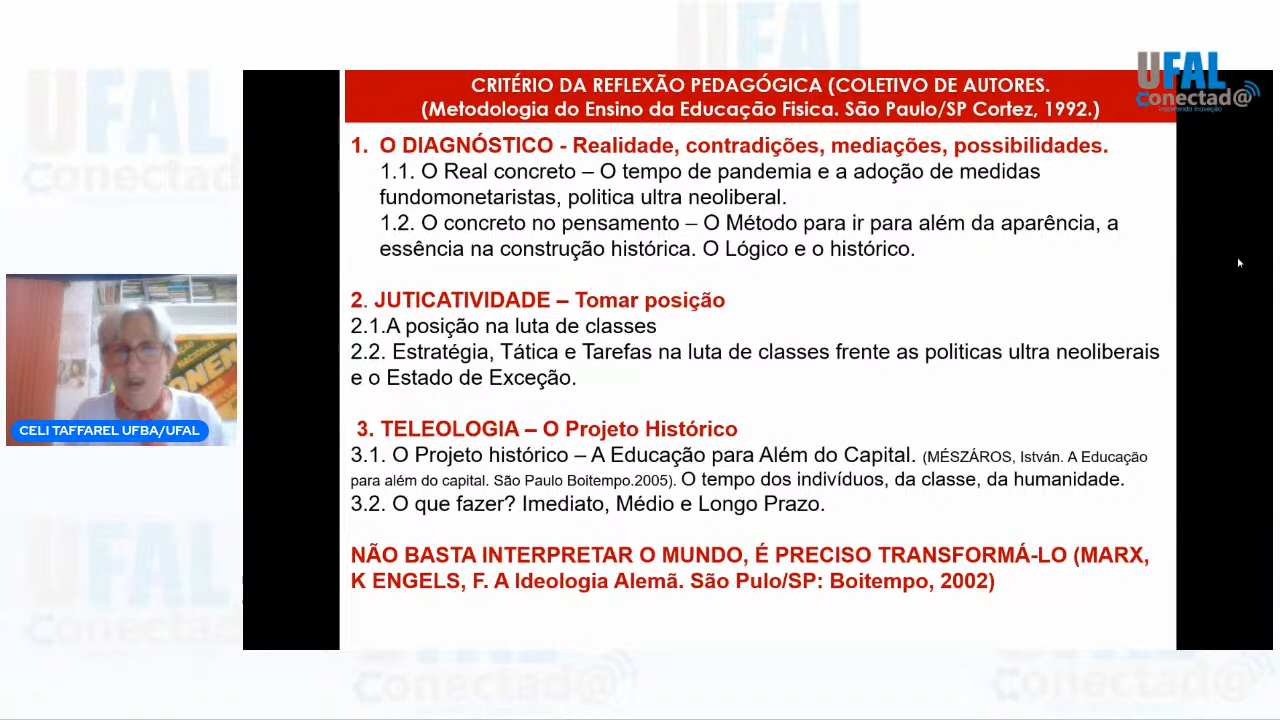 UFAL
conectad@
CRITÉRIO DA REFLEXÃO PEDAGÓGICA (COLETIVO DE AUTORES.
(Metodologia do Ensino da Educação Fisica. São Paulo/SP Cortez, 1992.)
1. O DIAGNÓSTICO - Realidade, contradições, mediações, possibilidades.
1.1. O Real concreto – O tempo de pandemia e a adoção de medidas
fundomonetaristas, politica ultra neoliberal.
1.2. O concreto no pensamento – O Método para ir para além da aparência, a
essência na construção histórica. O Lógico e o histórico.
2. JUTICATIVIDADE – Tomar posição
2.1.A posição na luta de classes
2.2. Estratégia, Tática e Tarefas na luta de classes frente as politicas ultra neoliberais
e o Estado de Exceção.
3. TELEOLOGIA – O Projeto Histórico
3.1. O Projeto histórico – A Educação para Além do Capital. (MÉSZÁROS, István. A Educação
para além do capital. São Paulo Boitempo.2005). O tempo dos indivíduos, da classe, da humanidade.
3.2. O que fazer? Imediato, Médio e Longo Prazo.
NÃO BASTA INTERPRETAR O MUNDO, É PRECISO TRANSFORMÁ-LO (MARX,
K ENGELS, F. A Ideologia Alemã. São Pulo/SP: Boitempo, 2002)
CELI TAFFAREL UFBA/UFAL